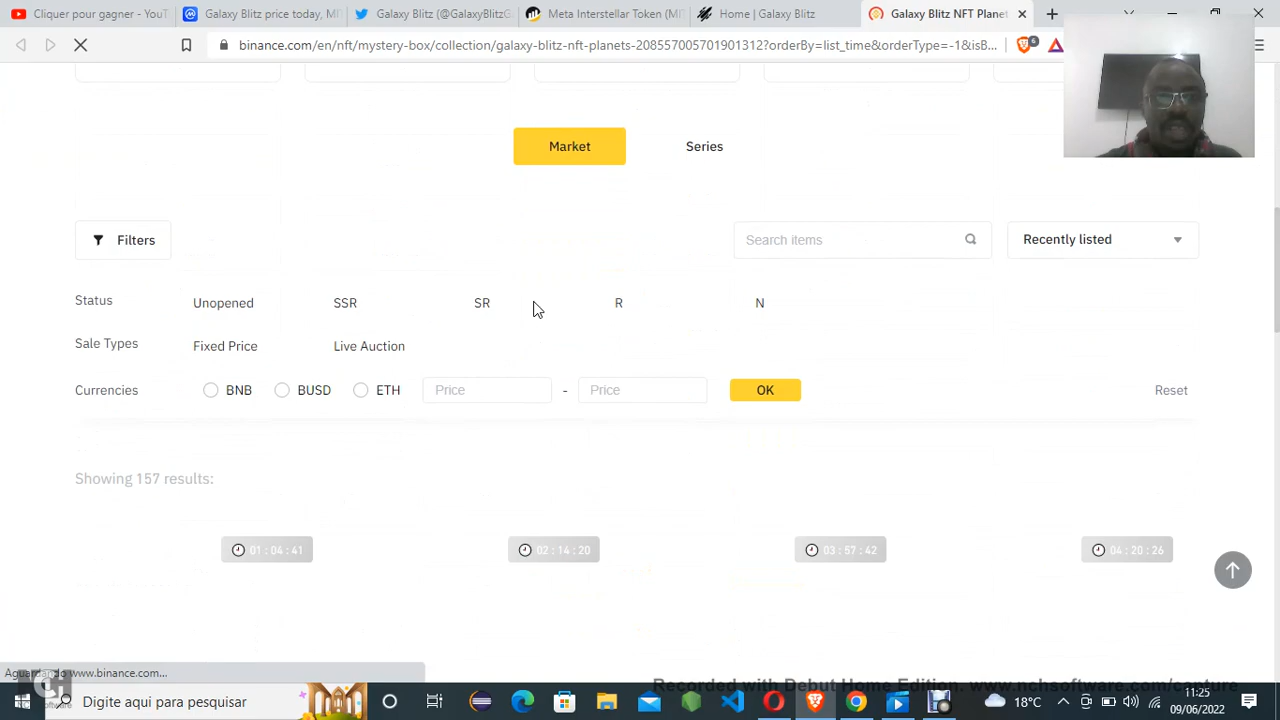 Cliquer pour gagner - YouT
Galaxy Blitz price today, MI
Galaxy Blitz (@GalaxyBlitzG
Meta Interstellar Token (MIT
Home | Galaxy Blitz
Galaxy Blitz NFT Planet
binance.com/en/nft/mystery-box/collection/galaxy-blitz-nft-planets-208557005701901312?orderBy=list_time&orderType=-1&isB...
6
Market
Series
Filters
Search items
Recently listed
Status
Unopened
SSR
SR
R
N
Sale Types
Fixed Price
Live Auction
Currencies
BNB
BUSD
ETH
Price
-
Price
OK
Reset
Showing 157 results:
01 : 04 : 41
02 : 14 : 20
03 : 57 : 42
04 : 20 : 26
Aguardando www.binance.com...
Recorded with Debut Home Edition. www.nchsoftware.com/capture
Digite aqui para pesquisar
18°C
11:25
09/06/2022